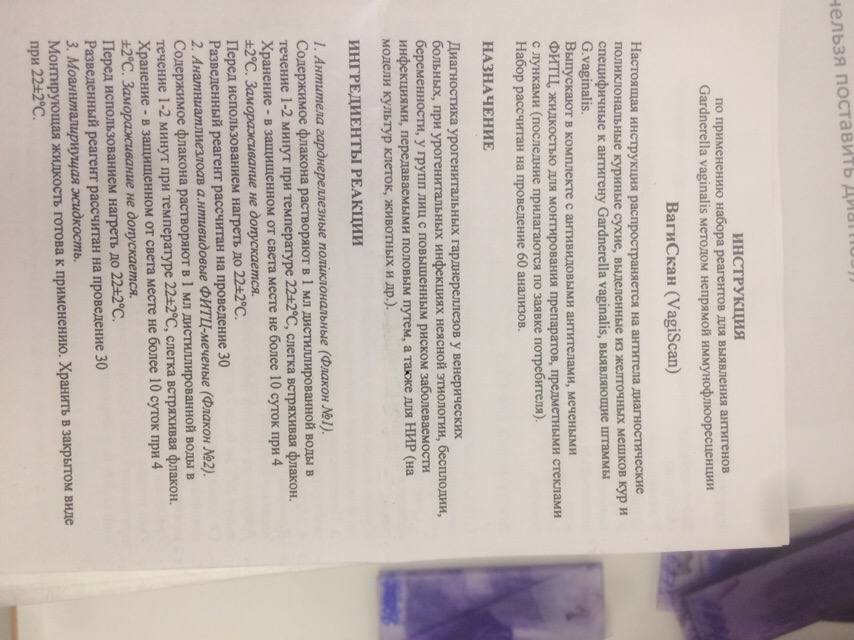 нельзя поставить диагноз,
ИНСТРУКЦИЯ
по применению набора реагентов для выявления антигенов
Gardnerella vaginalis методом непрямой иммунофлюоресценции
ВагиСкан (VagiScan)
Настоящая инструкция распространяется на антитела диагностические
поликлональные куриные сухие, выделенные из желточных мешков кур и
специфичные к антигену Gardnerella vaginalis, выявляющие штаммы
G.vaginalis.
Выпускают в комплекте с антивидовыми антителами, мечеными
ФИТЦ, жидкостью для монтирования препаратов, предметными стеклами
с лунками (последние прилагаются по заявке потребителя).
Набор рассчитан на проведение 60 анализов.
НАЗНАЧЕНИЕ
Диагностика урогенитальных гарднереллезов у венерических
больных, при урогенитальных инфекциях неясной этиологии, бесплодии,
беременности, у групп лиц с повышенным риском заболеваемости
инфекциями, передаваемыми половым путем, а также для НИР (на
модели культур клеток, животных и др.).
ИНГРЕДИЕНТЫ РЕАКЦИИ
1. Антитела гарднереллезные поликлональные (Флакон №1).
Содержимое флакона растворяют в 1 мл дистиллированной воды в
течение 1-2 минут при температуре 22±2°С, слегка встряхивая флакон.
Хранение - в защищенном от света месте не более 10 суток при 4
±2°С. Замораживание не допускается.
Перед использованием нагреть до 22±2°С.
Разведенный реагент рассчитан на проведение 30
2. антивидовые ФИТЦ-меченые (Флакон №2).
Содержимое флакона растворяют в 1 мл дистиллированной воды в
течение 1-2 минут при температуре 22±2°С, слегка встряхивая флакон.
Хранение - в защищенном от света месте не более 10 суток при 4
±2°С. Замораживание не допускается.
Перед использованием нагреть до 22±2°С.
Разведенный реагент рассчитан на проведение 30
3. жидкость.
Монтирующая жидкость готова к применению. Хранить в закрытом виде
при 22±2°С.